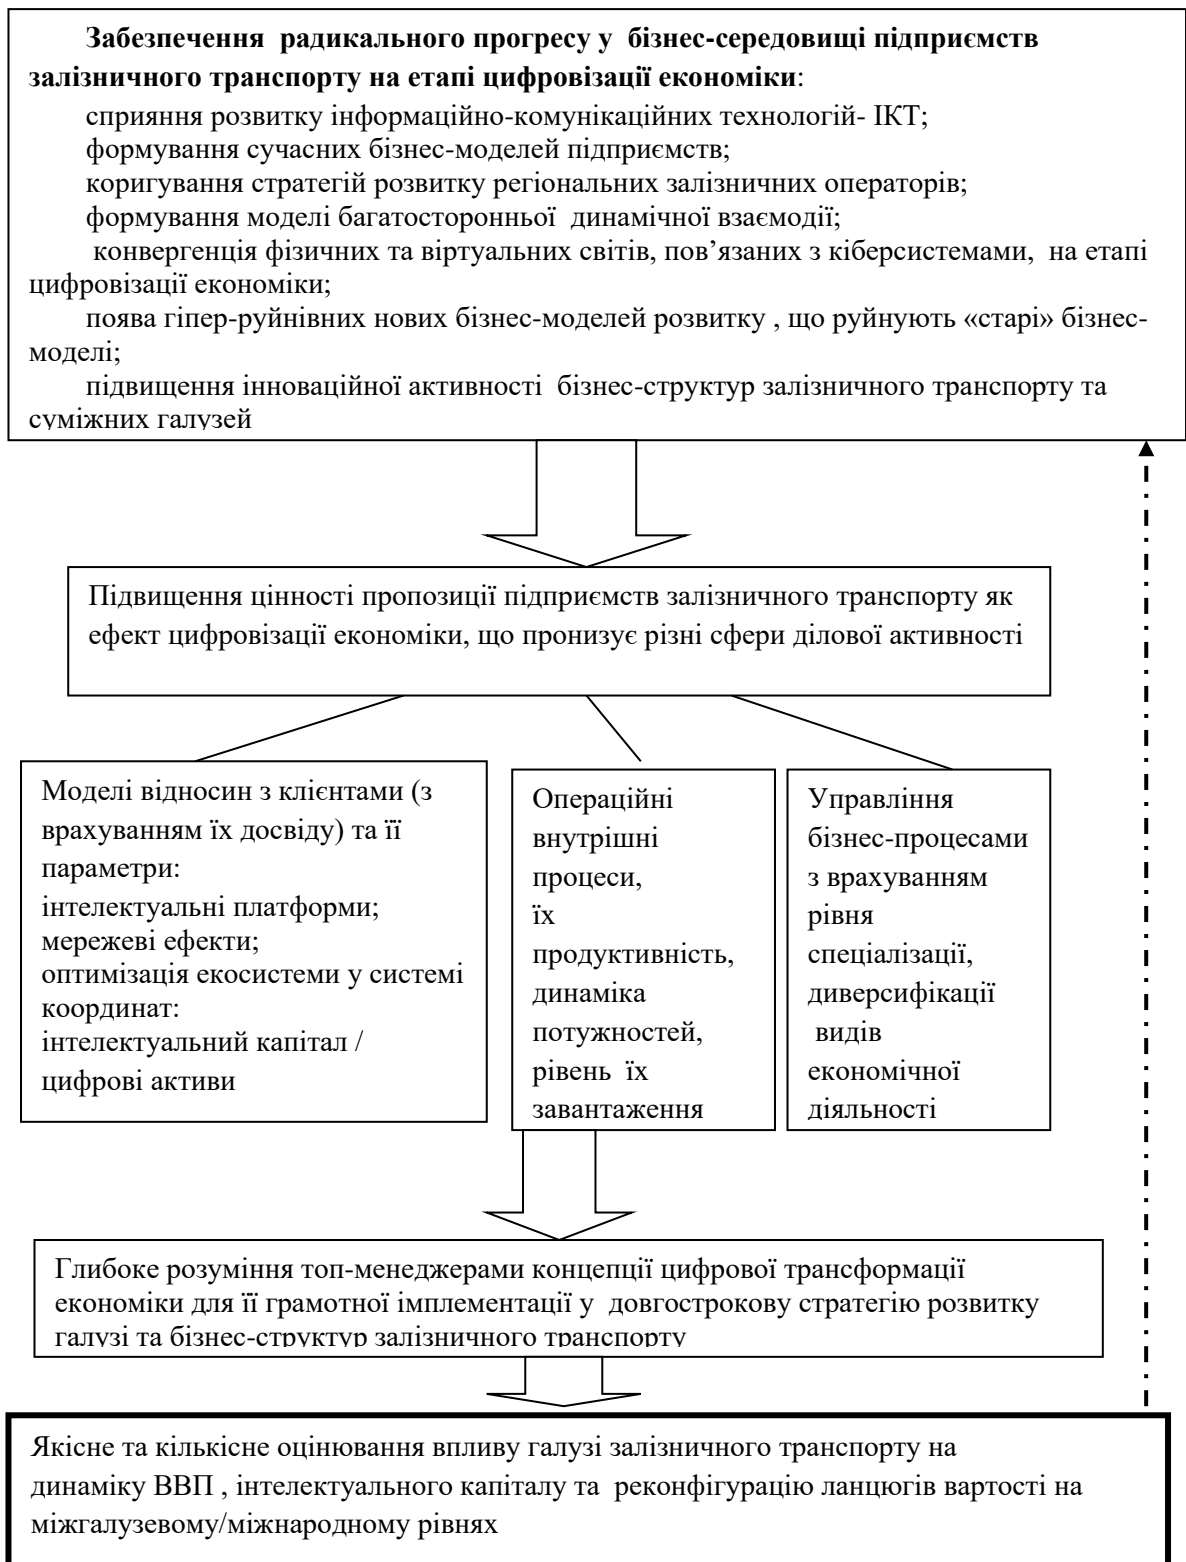 Забезпечення радикального прогресу у бізнес-середовищі підприємств
залізничного транспорту на етапі цифровізації економіки:
сприяння розвитку інформаційно-комунікаційних технологій- ІКТ;
формування сучасних бізнес-моделей підприємств;
коригування стратегій розвитку регіональних залізничних операторів;
формування моделі багатосторонньої динамічної взаємодії;
конвергенція фізичних та віртуальних світів, пов’язаних з кіберсистемами, на етапі
цифровізації економіки;
поява гіпер-руйнівних нових бізнес-моделей розвитку , що руйнують «старі» бізнес-
моделі;
підвищення інноваційної активності бізнес-структур залізничного транспорту та
суміжних галузей
Підвищення цінності пропозиції підприємств залізничного транспорту як
ефект цифровізації економіки, що пронизує різні сфери ділової активності
Моделі відносин з клієнтами (з
врахуванням їх досвіду) та її
параметри:
інтелектуальні платформи;
мережеві ефекти;
оптимізація екосистеми у системі
координат:
інтелектуальний капітал /
цифрові активи
Операційні
внутрішні
процеси,
їх
продуктивність,
динаміка
потужностей,
рівень їх
завантаження
Управління
бізнес-процесами
з врахуванням
рівня
спеціалізації,
диверсифікації
видів
економічної
діяльності
Глибоке розуміння топ-менеджерами концепції цифрової трансформації
економіки для її грамотної імплементації у довгострокову стратегію розвитку
галузі та бізнес-структур залізничного транспорту
Якісне та кількісне оцінювання впливу галузі залізничного транспорту на
динаміку ВВП , інтелектуального капіталу та реконфігурацію ланцюгів вартості на
міжгалузевому/міжнародному рівнях